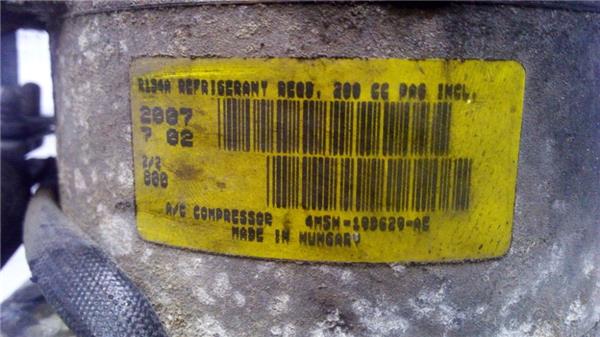 R134A REFRIGERANT REQD. 200 CC PAG INCL.
2007
7 02
2/2
800
A/C COMPRESSOR 4M5H-19D629-AE
MADE IN HUNGARY